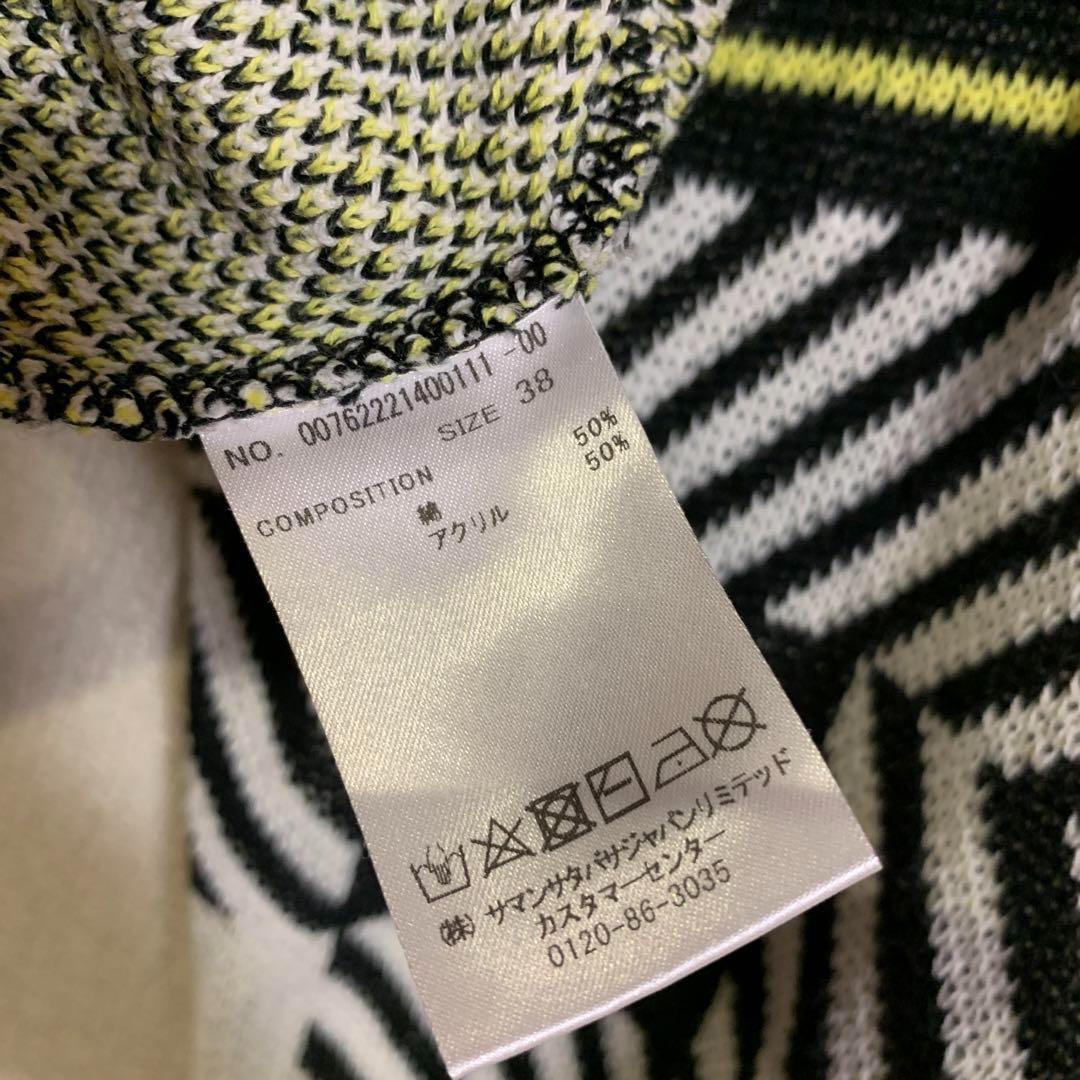 NO. 00762221400111 -00
SIZE 38
COMPOSITION
綿 50%
アクリル 50%
(株) サマンサタバサジャパンリミテッド
カスタマーセンター
0120-86-3035